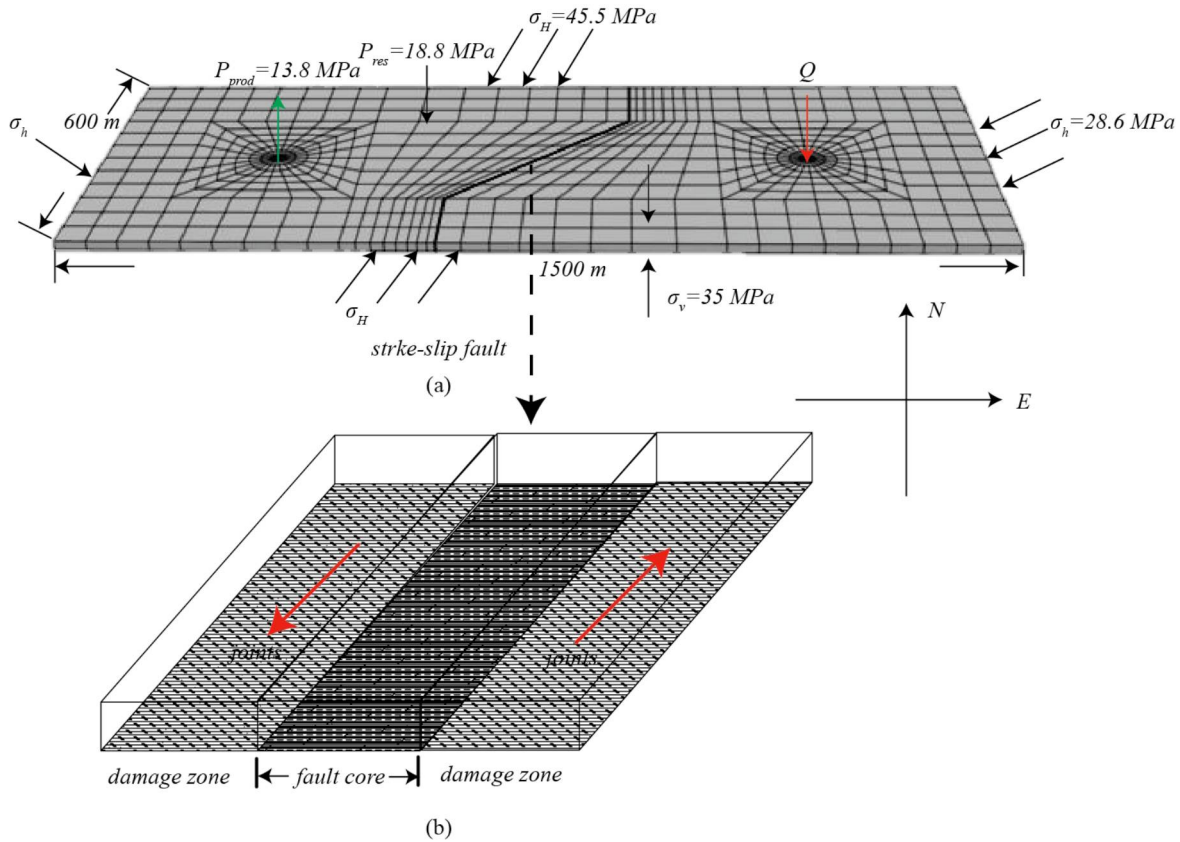 σH=45.5 MPa
Pres=18.8 MPa
Pprod=13.8 MPa
Q
600 m
σh
σh=28.6 MPa
1500 m
σv=35 MPa
σH
N
strke-slip fault
E
(a)
joints
joints
damage zone
fault core
damage zone
(b)